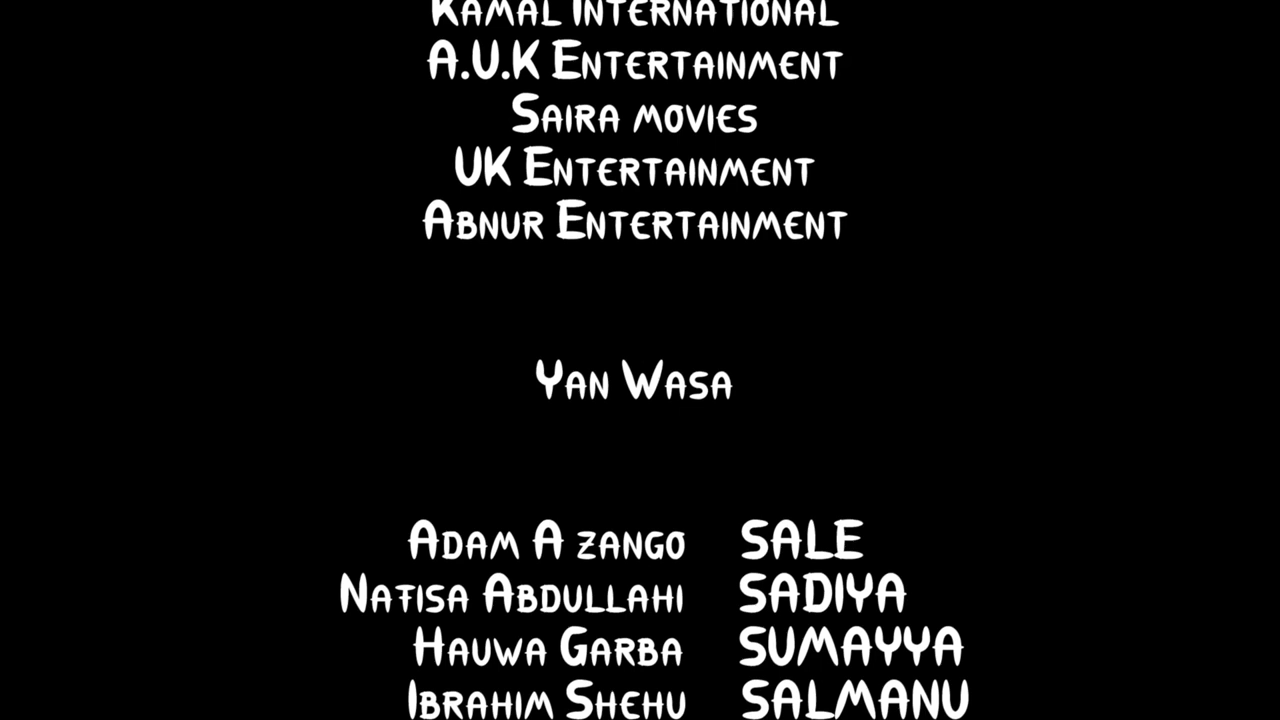 Kamal International
A.U.K Entertainment
Saira movies
UK Entertainment
Abnur Entertainment
Yan Wasa
Adam A zango SALE
Nafisa Abdullahi SADIYA
Hauwa Garba SUMAYYA
Ibrahim Shehu SALMANU